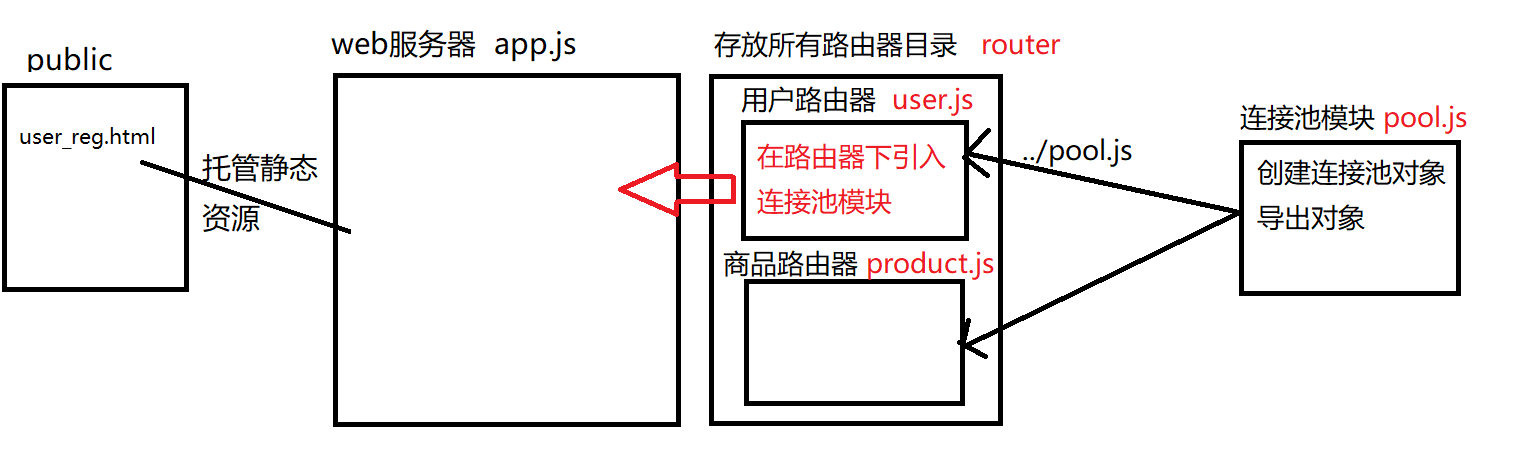 public
user_reg.html
托管静态
资源
web服务器 app.js
存放所有路由器目录 router
用户路由器 user.js
在路由器下引入
连接池模块
商品路由器 product.js
../pool.js
连接池模块 pool.js
创建连接池对象
导出对象